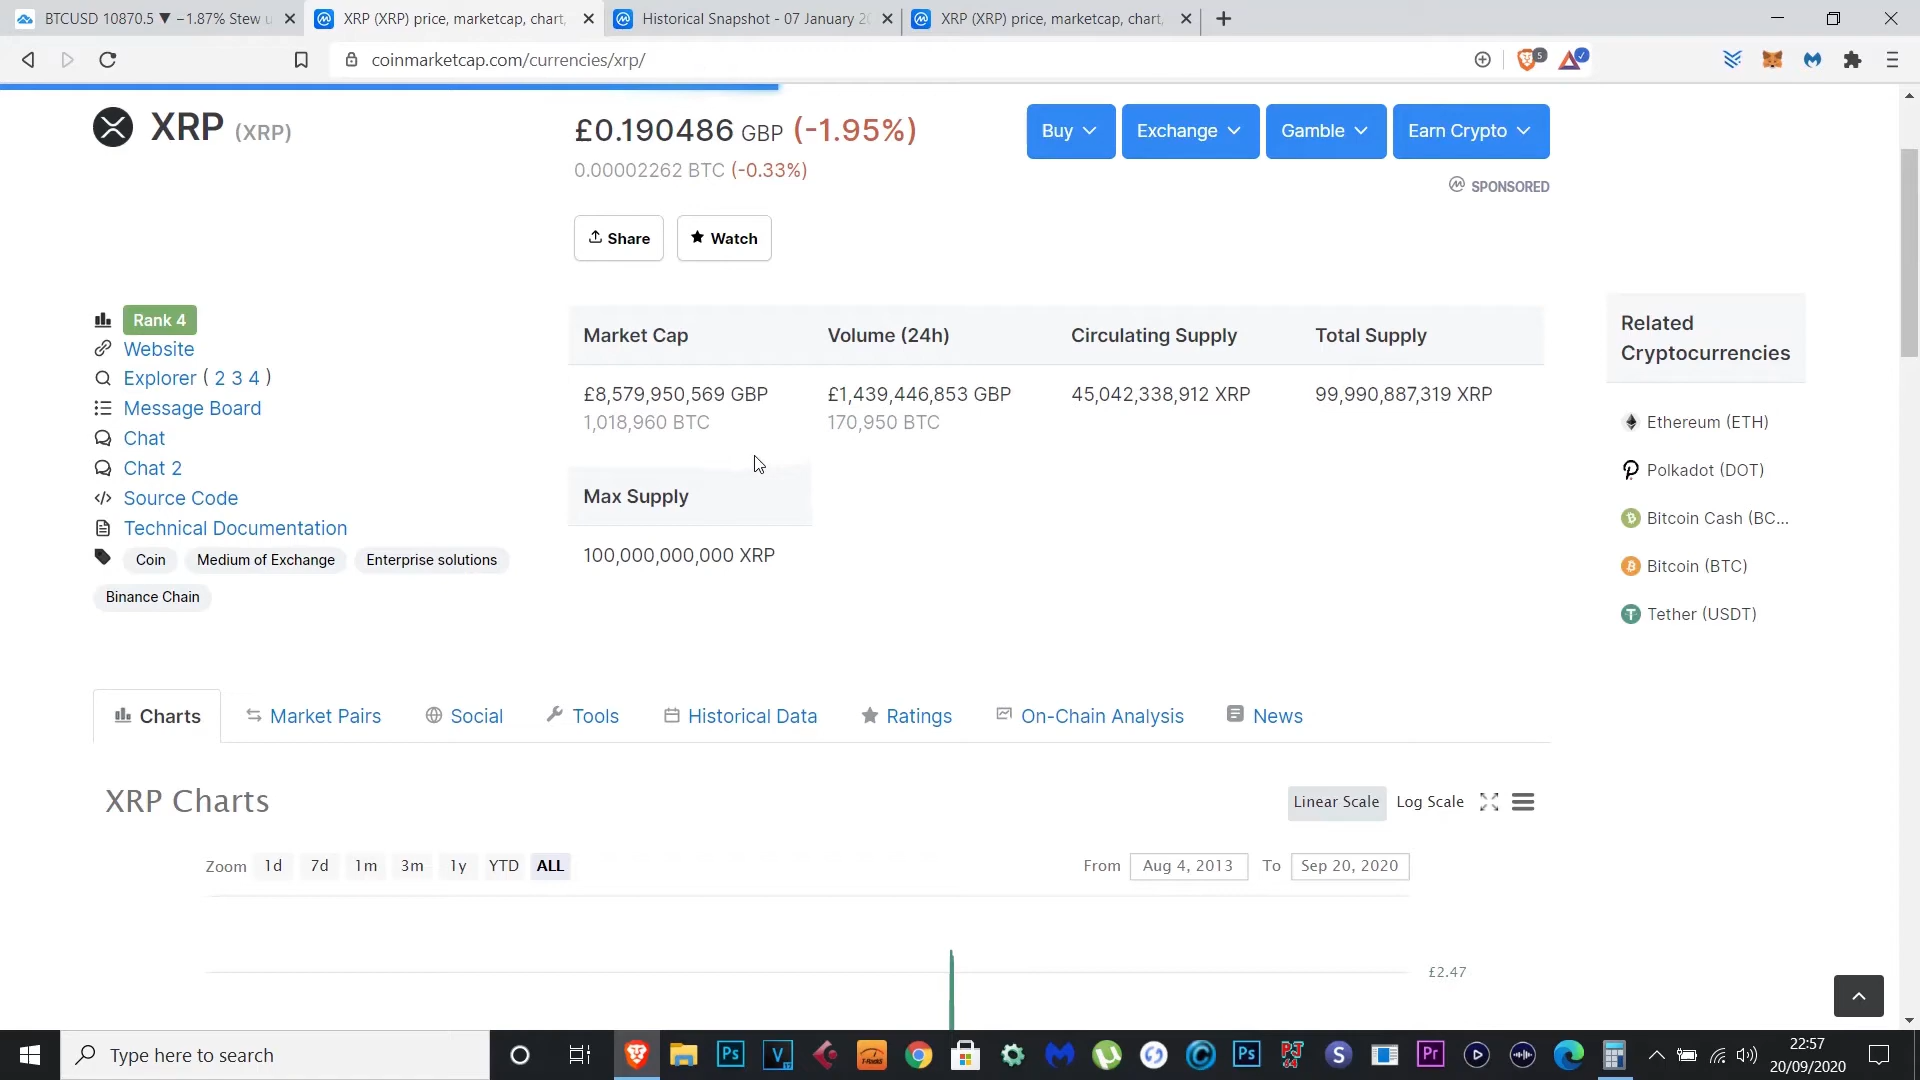 BTCUSD 10870.5 ▼ −1.87% Stew u
XRP (XRP) price, marketcap, chart,
Historical Snapshot - 07 January 20
XRP (XRP) price, marketcap, chart,
coinmarketcap.com/currencies/xrp/
5
XRP (XRP)
£0.190486 GBP (-1.95%)
0.00002262 BTC (-0.33%)
Buy
Exchange
Gamble
Earn Crypto
SPONSORED
Share
Watch
Rank 4
Website
Explorer ( 2 3 4 )
Message Board
Chat
Chat 2
Source Code
Technical Documentation
Coin
Medium of Exchange
Enterprise solutions
Binance Chain
Market Cap
Volume (24h)
Circulating Supply
Total Supply
£8,579,950,569 GBP
£1,439,446,853 GBP
45,042,338,912 XRP
99,990,887,319 XRP
1,018,960 BTC
170,950 BTC
Max Supply
100,000,000,000 XRP
Related
Cryptocurrencies
Ethereum (ETH)
Polkadot (DOT)
Bitcoin Cash (BC...
Bitcoin (BTC)
Tether (USDT)
Charts
Market Pairs
Social
Tools
Historical Data
Ratings
On-Chain Analysis
News
XRP Charts
Linear Scale
Log Scale
Zoom 1d 7d 1m 3m 1y YTD ALL
From Aug 4, 2013 To Sep 20, 2020
£2.47
Type here to search
Ps
V
Ps
S
Pr
22:57
20/09/2020